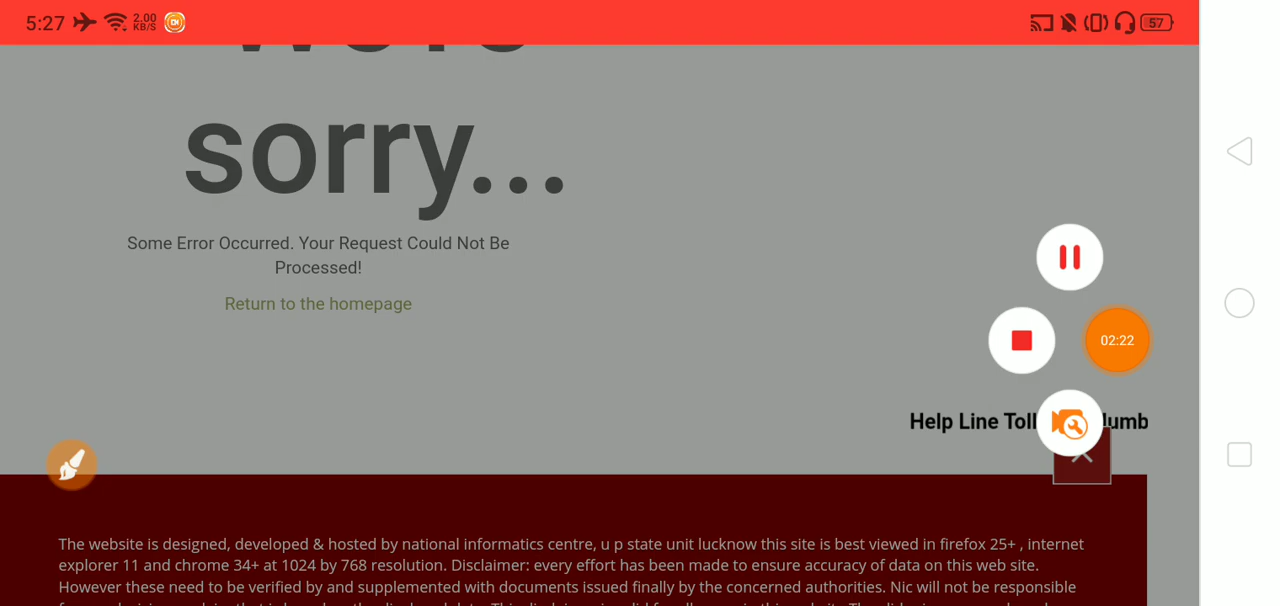 5:27 2.00 KB/S 57
sorry...
Some Error Occurred. Your Request Could Not Be
Processed!
Return to the homepage
02:22
Help Line Toll
The website is designed, developed & hosted by national informatics centre, u p state unit lucknow this site is best viewed in firefox 25+ , internet
explorer 11 and chrome 34+ at 1024 by 768 resolution. Disclaimer: every effort has been made to ensure accuracy of data on this web site.
However these need to be verified by and supplemented with documents issued finally by the concerned authorities. Nic will not be responsible